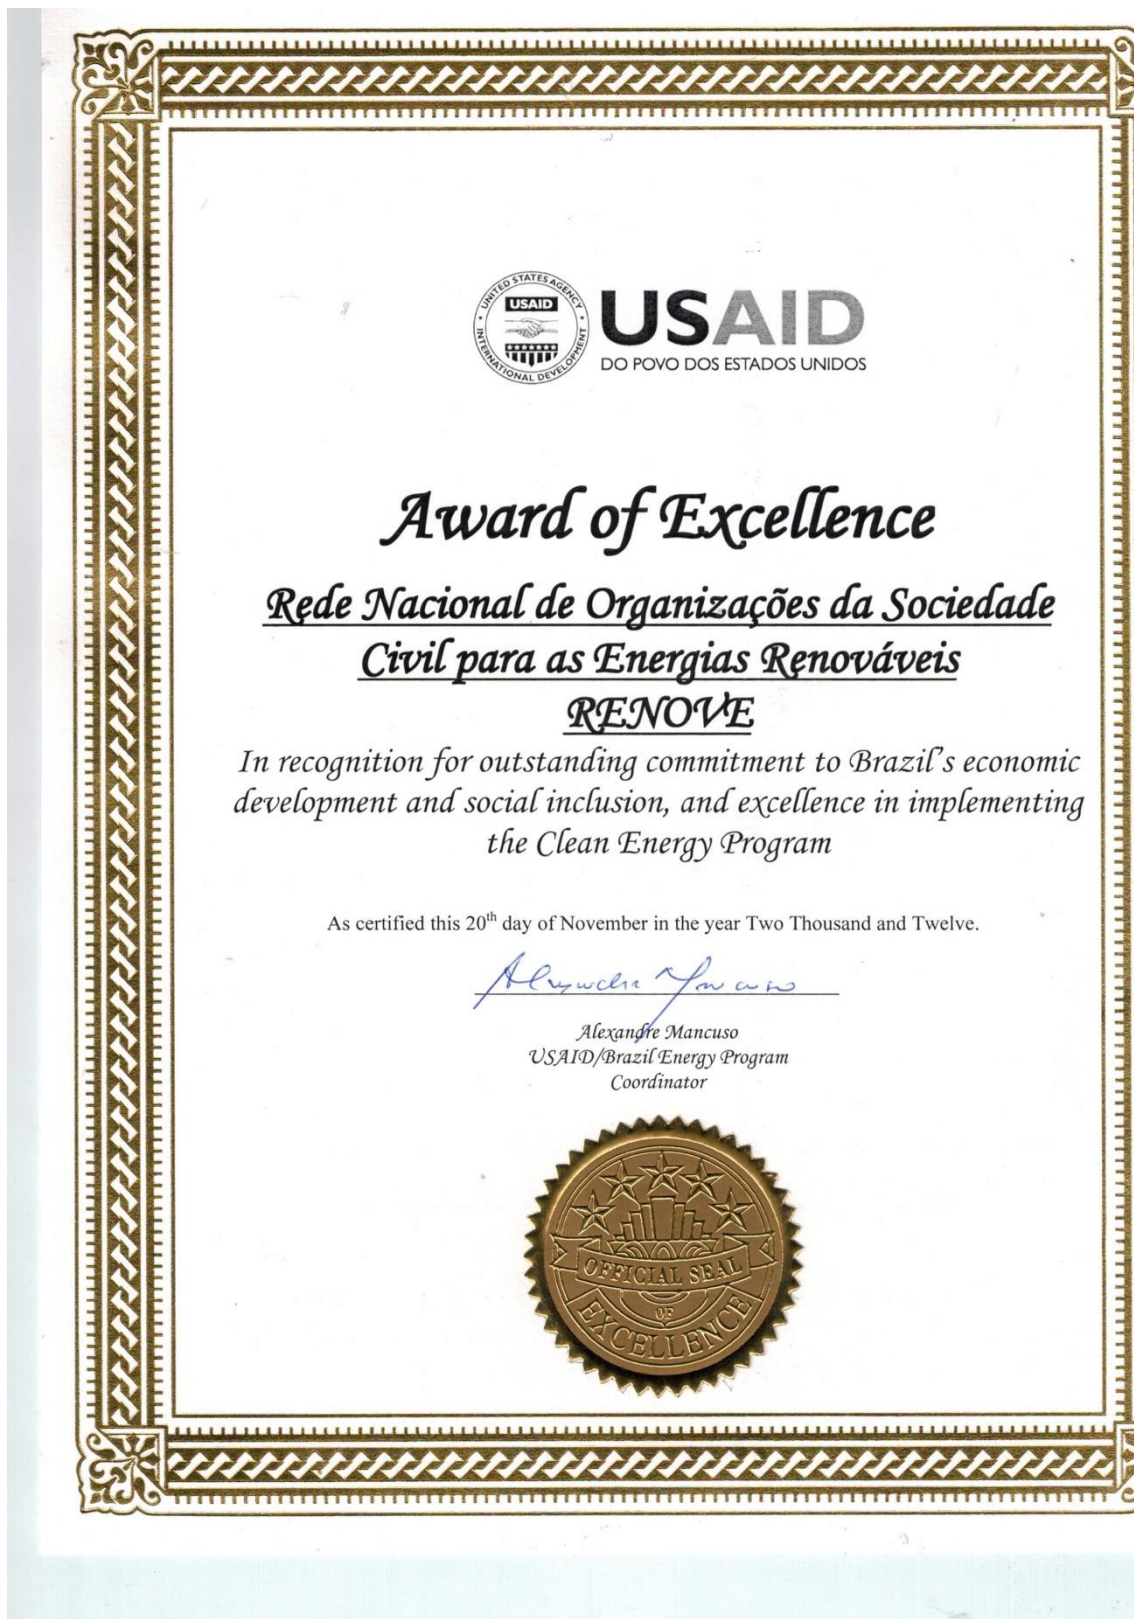 UNITED STATES AGENCY
INTERNATIONAL DEVELOPMENT
USAID
USAID
DO POVO DOS ESTADOS UNIDOS
Award of Excellence
Rede Nacional de Organizações da Sociedade
Civil para as Energias Renováveis
RENOVE
In recognition for outstanding commitment to Brazil's economic
development and social inclusion, and excellence in implementing
the Clean Energy Program
As certified this 20th day of November in the year Two Thousand and Twelve.
Alexandre Mancuso
Alexandre Mancuso
USAID/Brazil Energy Program
Coordinator
OFFICIAL SEAL
OF
EXCELLENCE